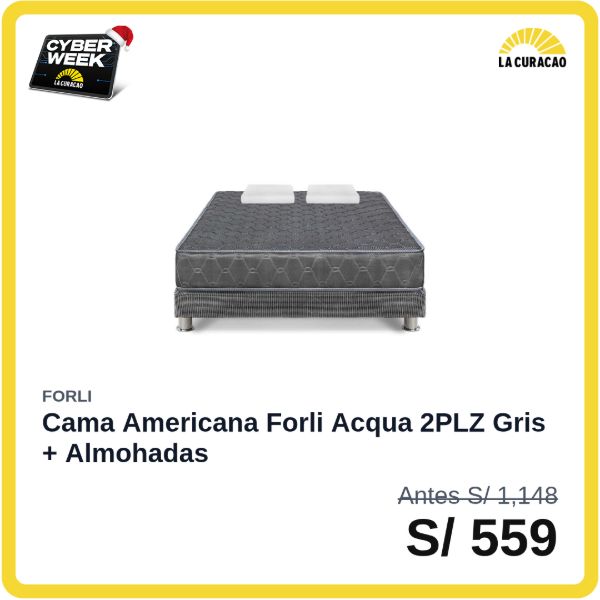 CYBER
WEEK
LA CURACAO
LA CURACAO
FORLI
Cama Americana Forli Acqua 2PLZ Gris
+ Almohadas
Antes S/ 1,148
S/ 559